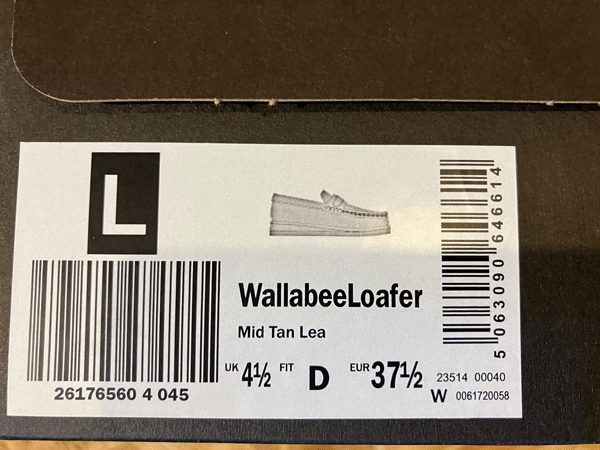 L
26176560 4 045
WallabeeLoafer
Mid Tan Lea
UK 4½ FIT D EUR 37½
5 063090 646614
23514 00040
W 0061720058